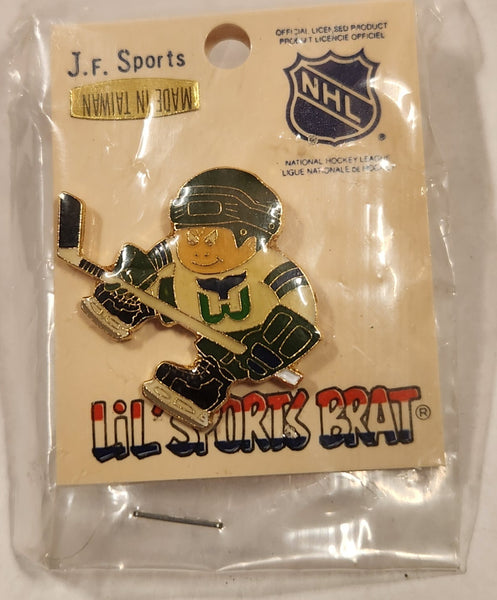 J.F. Sports
MADE IN TAIWAN
OFFICIAL LICENSED PRODUCT
PRODUIT LICENCIE OFFICIEL
NHL
®
NATIONAL HOCKEY LEAGUE
LIGUE NATIONALE DE HOCKEY
W
LiL' SPORTS BRAT®